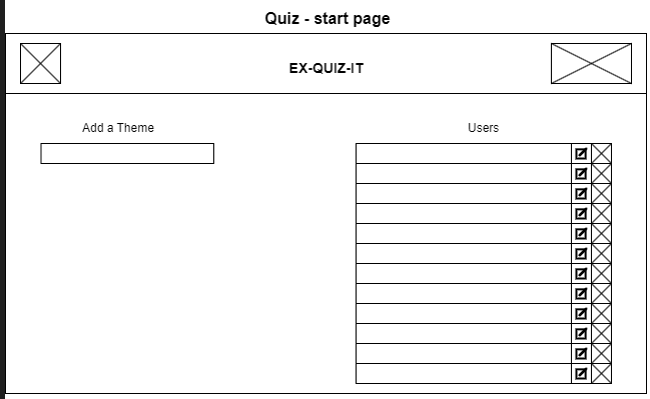 Quiz - start page
EX-QUIZ-IT
Add a Theme
Users